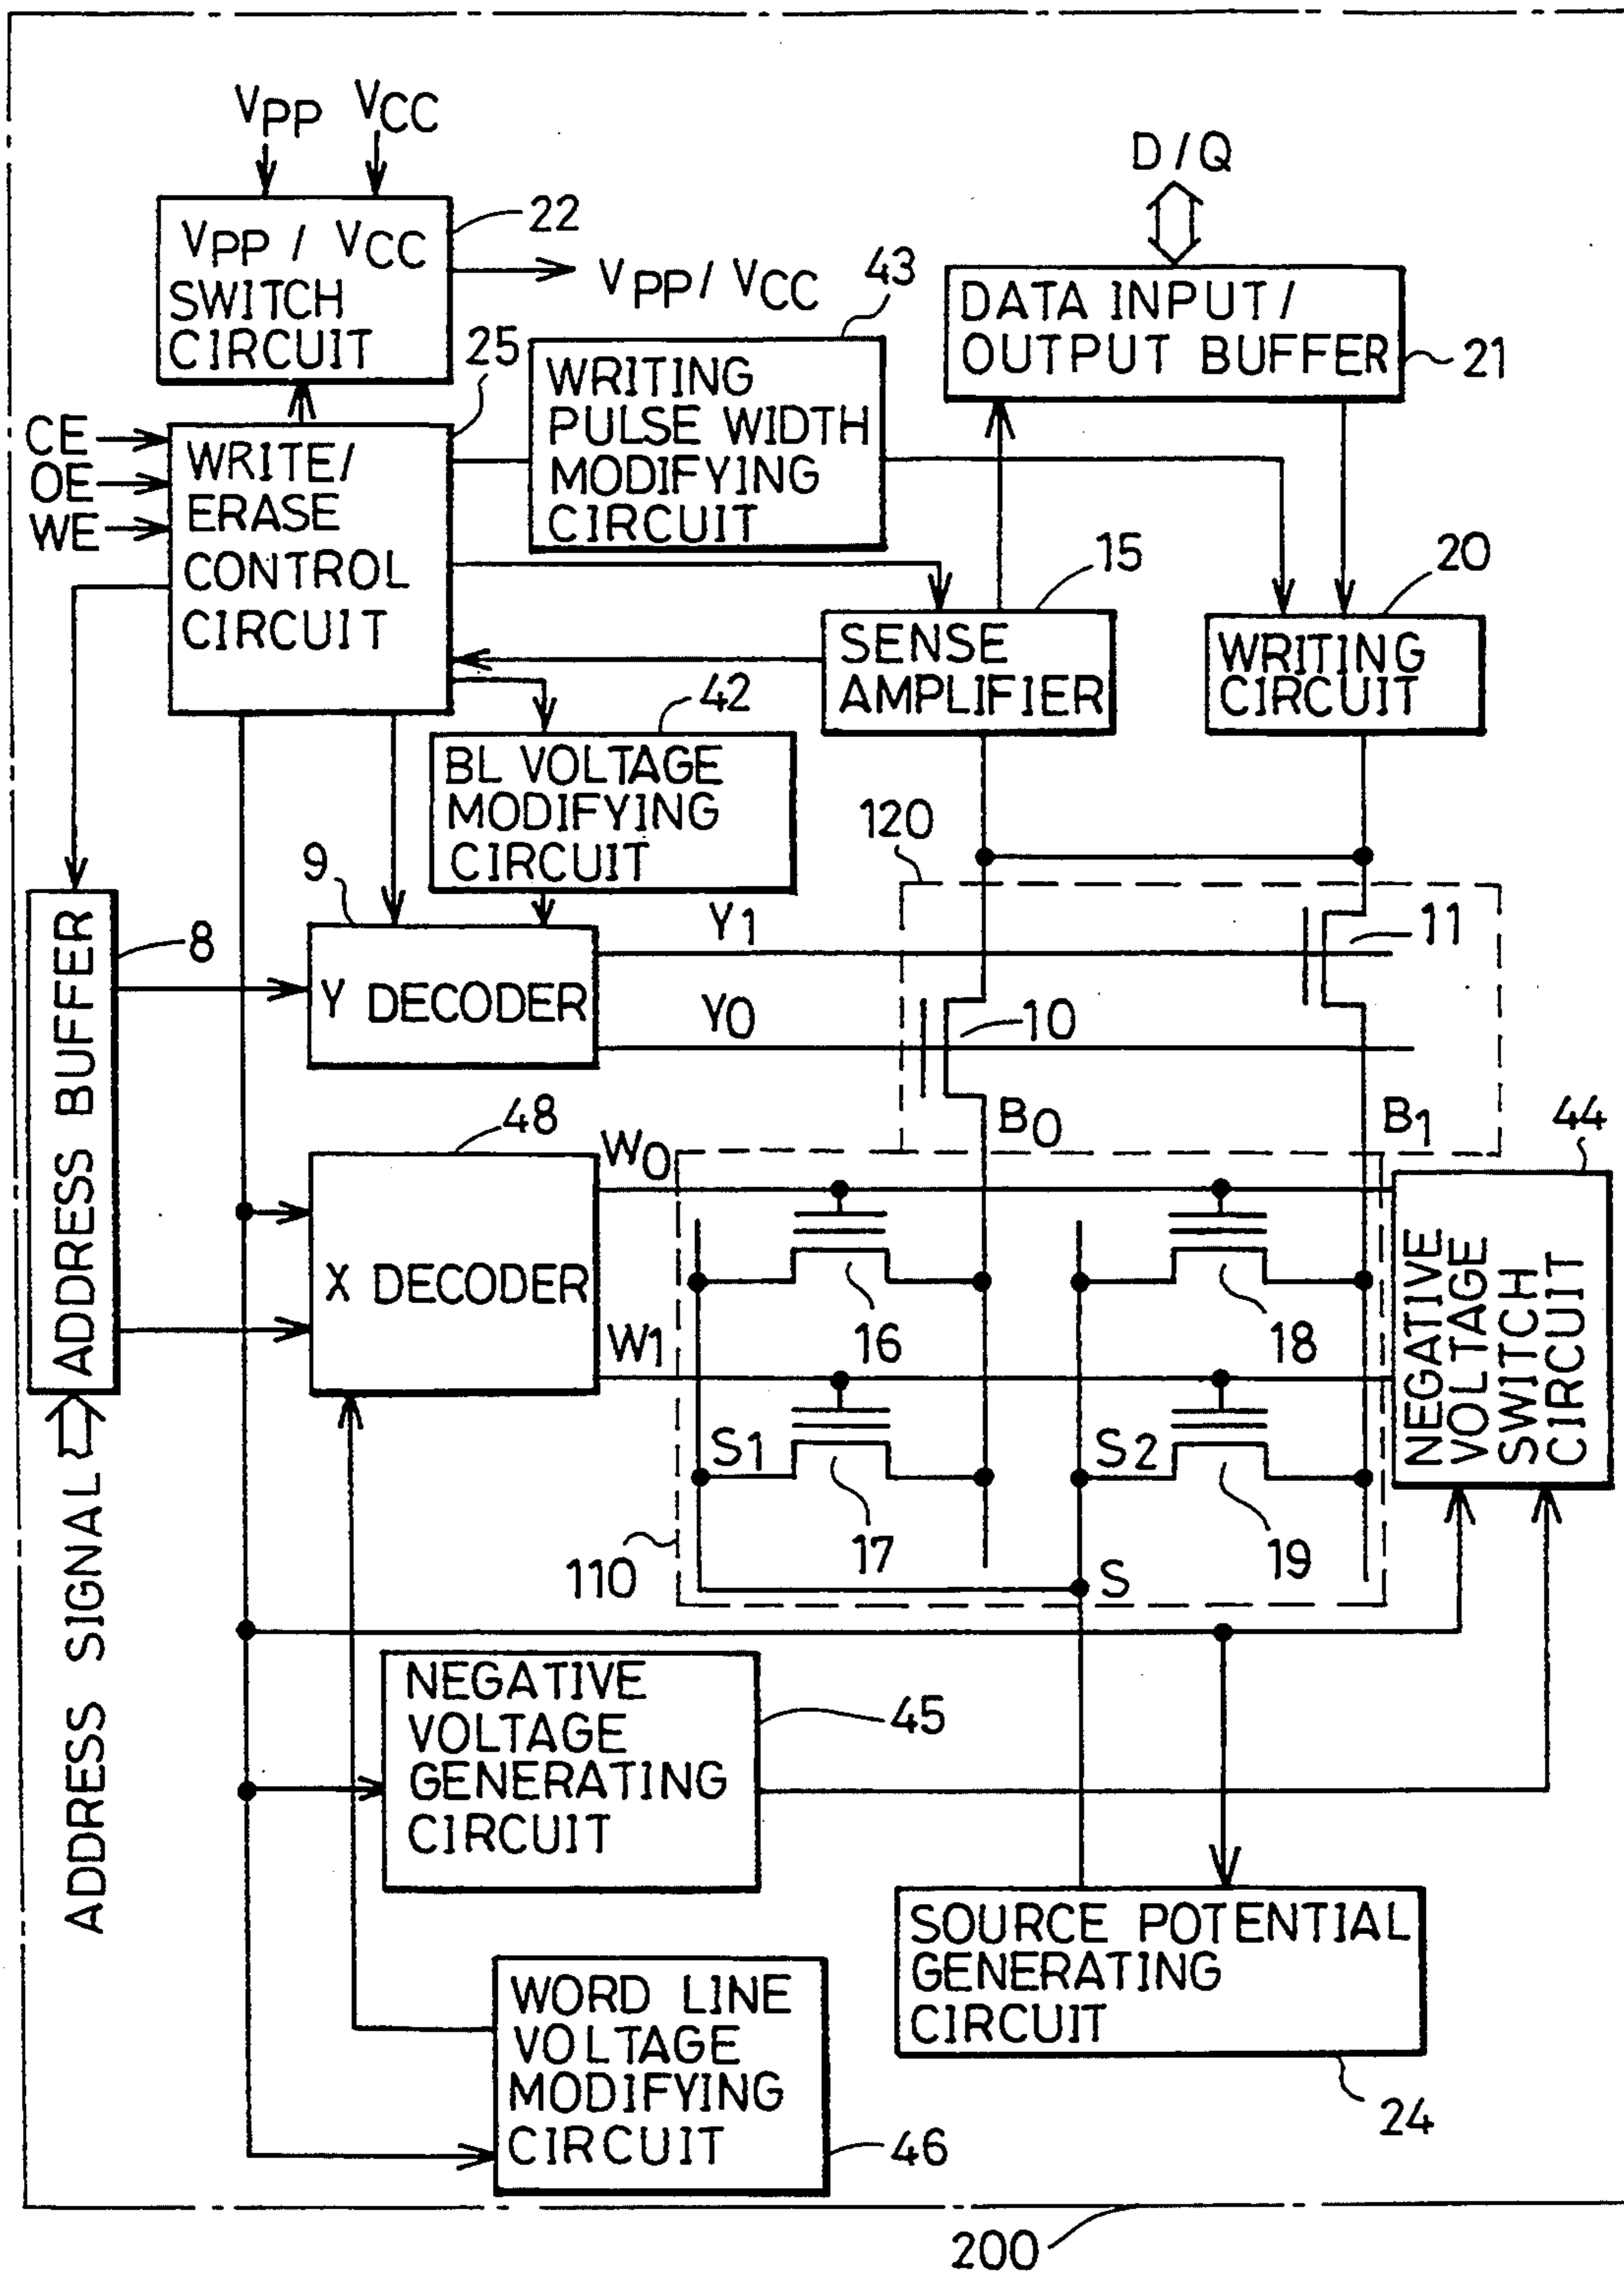 VPP VCC
VPP / VCC
SWITCH
CIRCUIT
22
VPP / VCC
D / Q
DATA INPUT /
OUTPUT BUFFER
21
43
WRITING
PULSE WIDTH
MODIFYING
CIRCUIT
25
CE
OE
WE
WRITE /
ERASE
CONTROL
CIRCUIT
15
SENSE
AMPLIFIER
20
WRITING
CIRCUIT
42
BL VOLTAGE
MODIFYING
CIRCUIT
120
9
Y DECODER
Y1
Y0
11
10
8
ADDRESS BUFFER
ADDRESS SIGNAL
B0
B1
44
NEGATIVE
VOLTAGE
SWITCH
CIRCUIT
48
X DECODER
W0
W1
16
18
S1
S2
17
19
110
S
NEGATIVE
VOLTAGE
GENERATING
CIRCUIT
45
SOURCE POTENTIAL
GENERATING
CIRCUIT
24
WORD LINE
VOLTAGE
MODIFYING
CIRCUIT
46
200